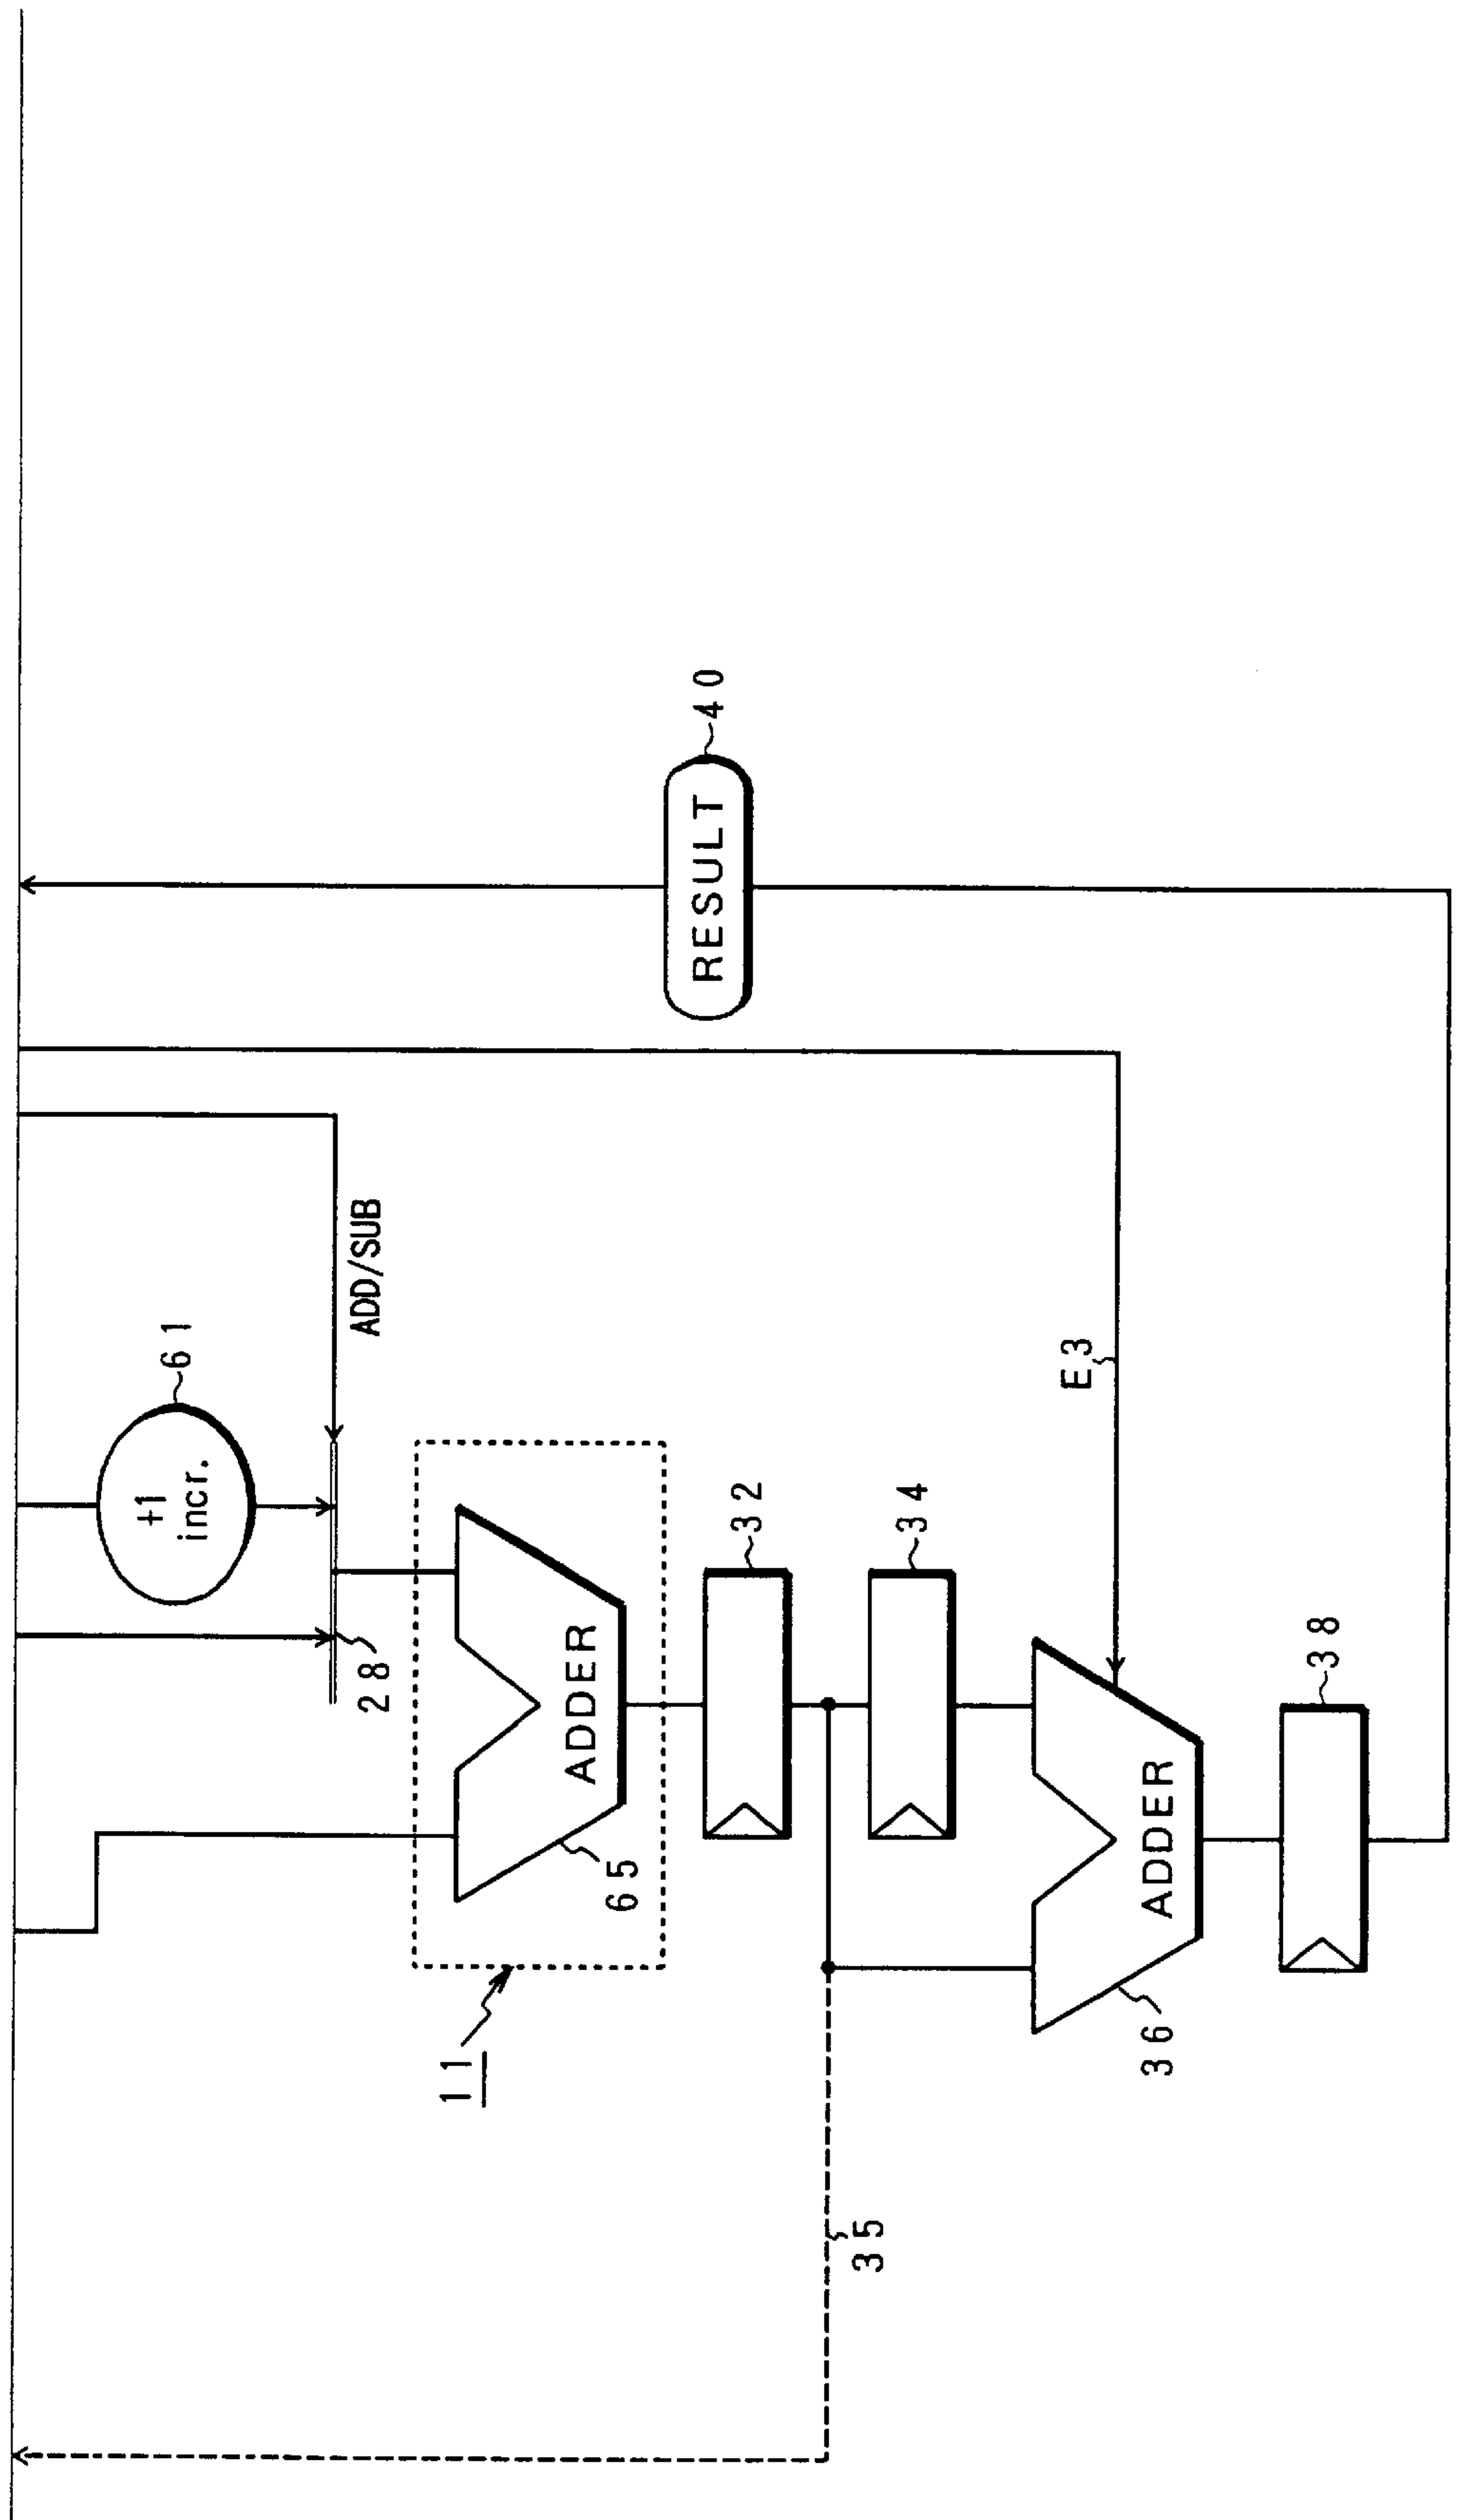 +1
incr.
61
ADD/SUB
28
ADDER
65
11
32
34
35
E3
ADDER
36
38
RESULT
40